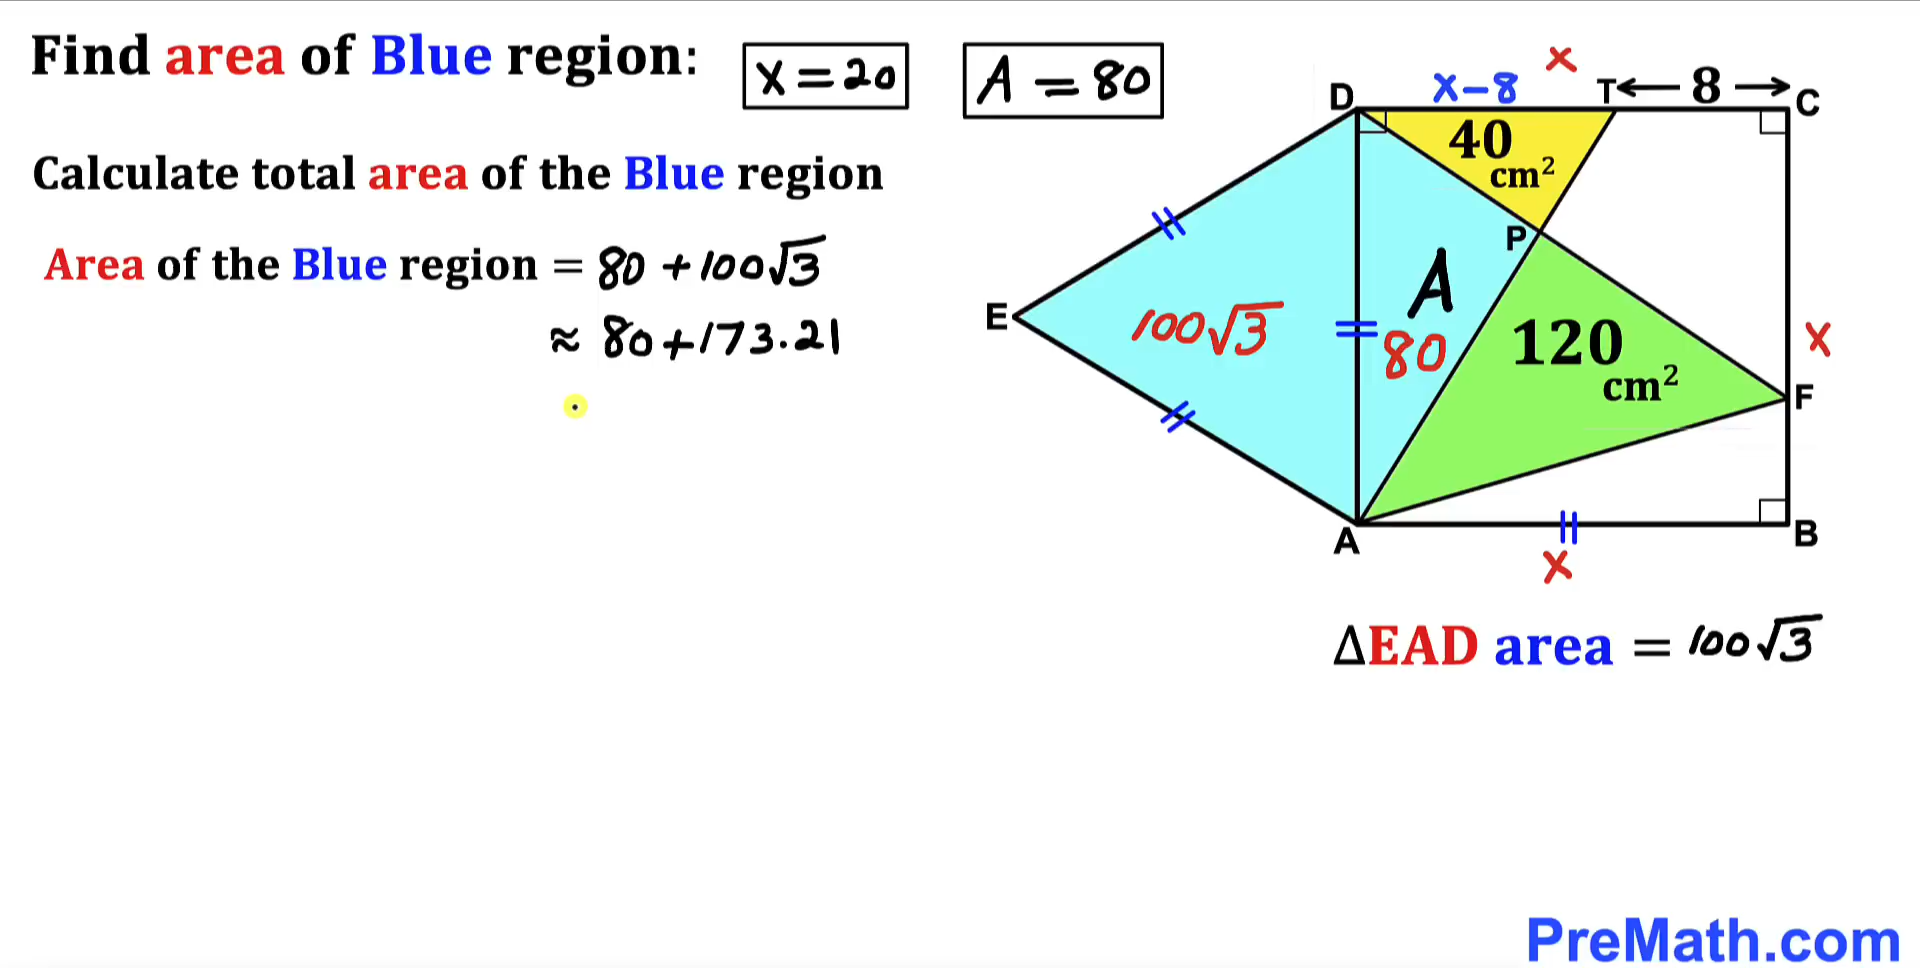 Find area of Blue region:
x = 20
A = 80
Calculate total area of the Blue region
Area of the Blue region = 80 + 100√3
≈ 80 + 173.21
x
D
x - 8
T
8
C
40
cm²
P
E
100√3
A
80
120
cm²
x
F
A
B
x
ΔEAD area = 100√3
PreMath.com